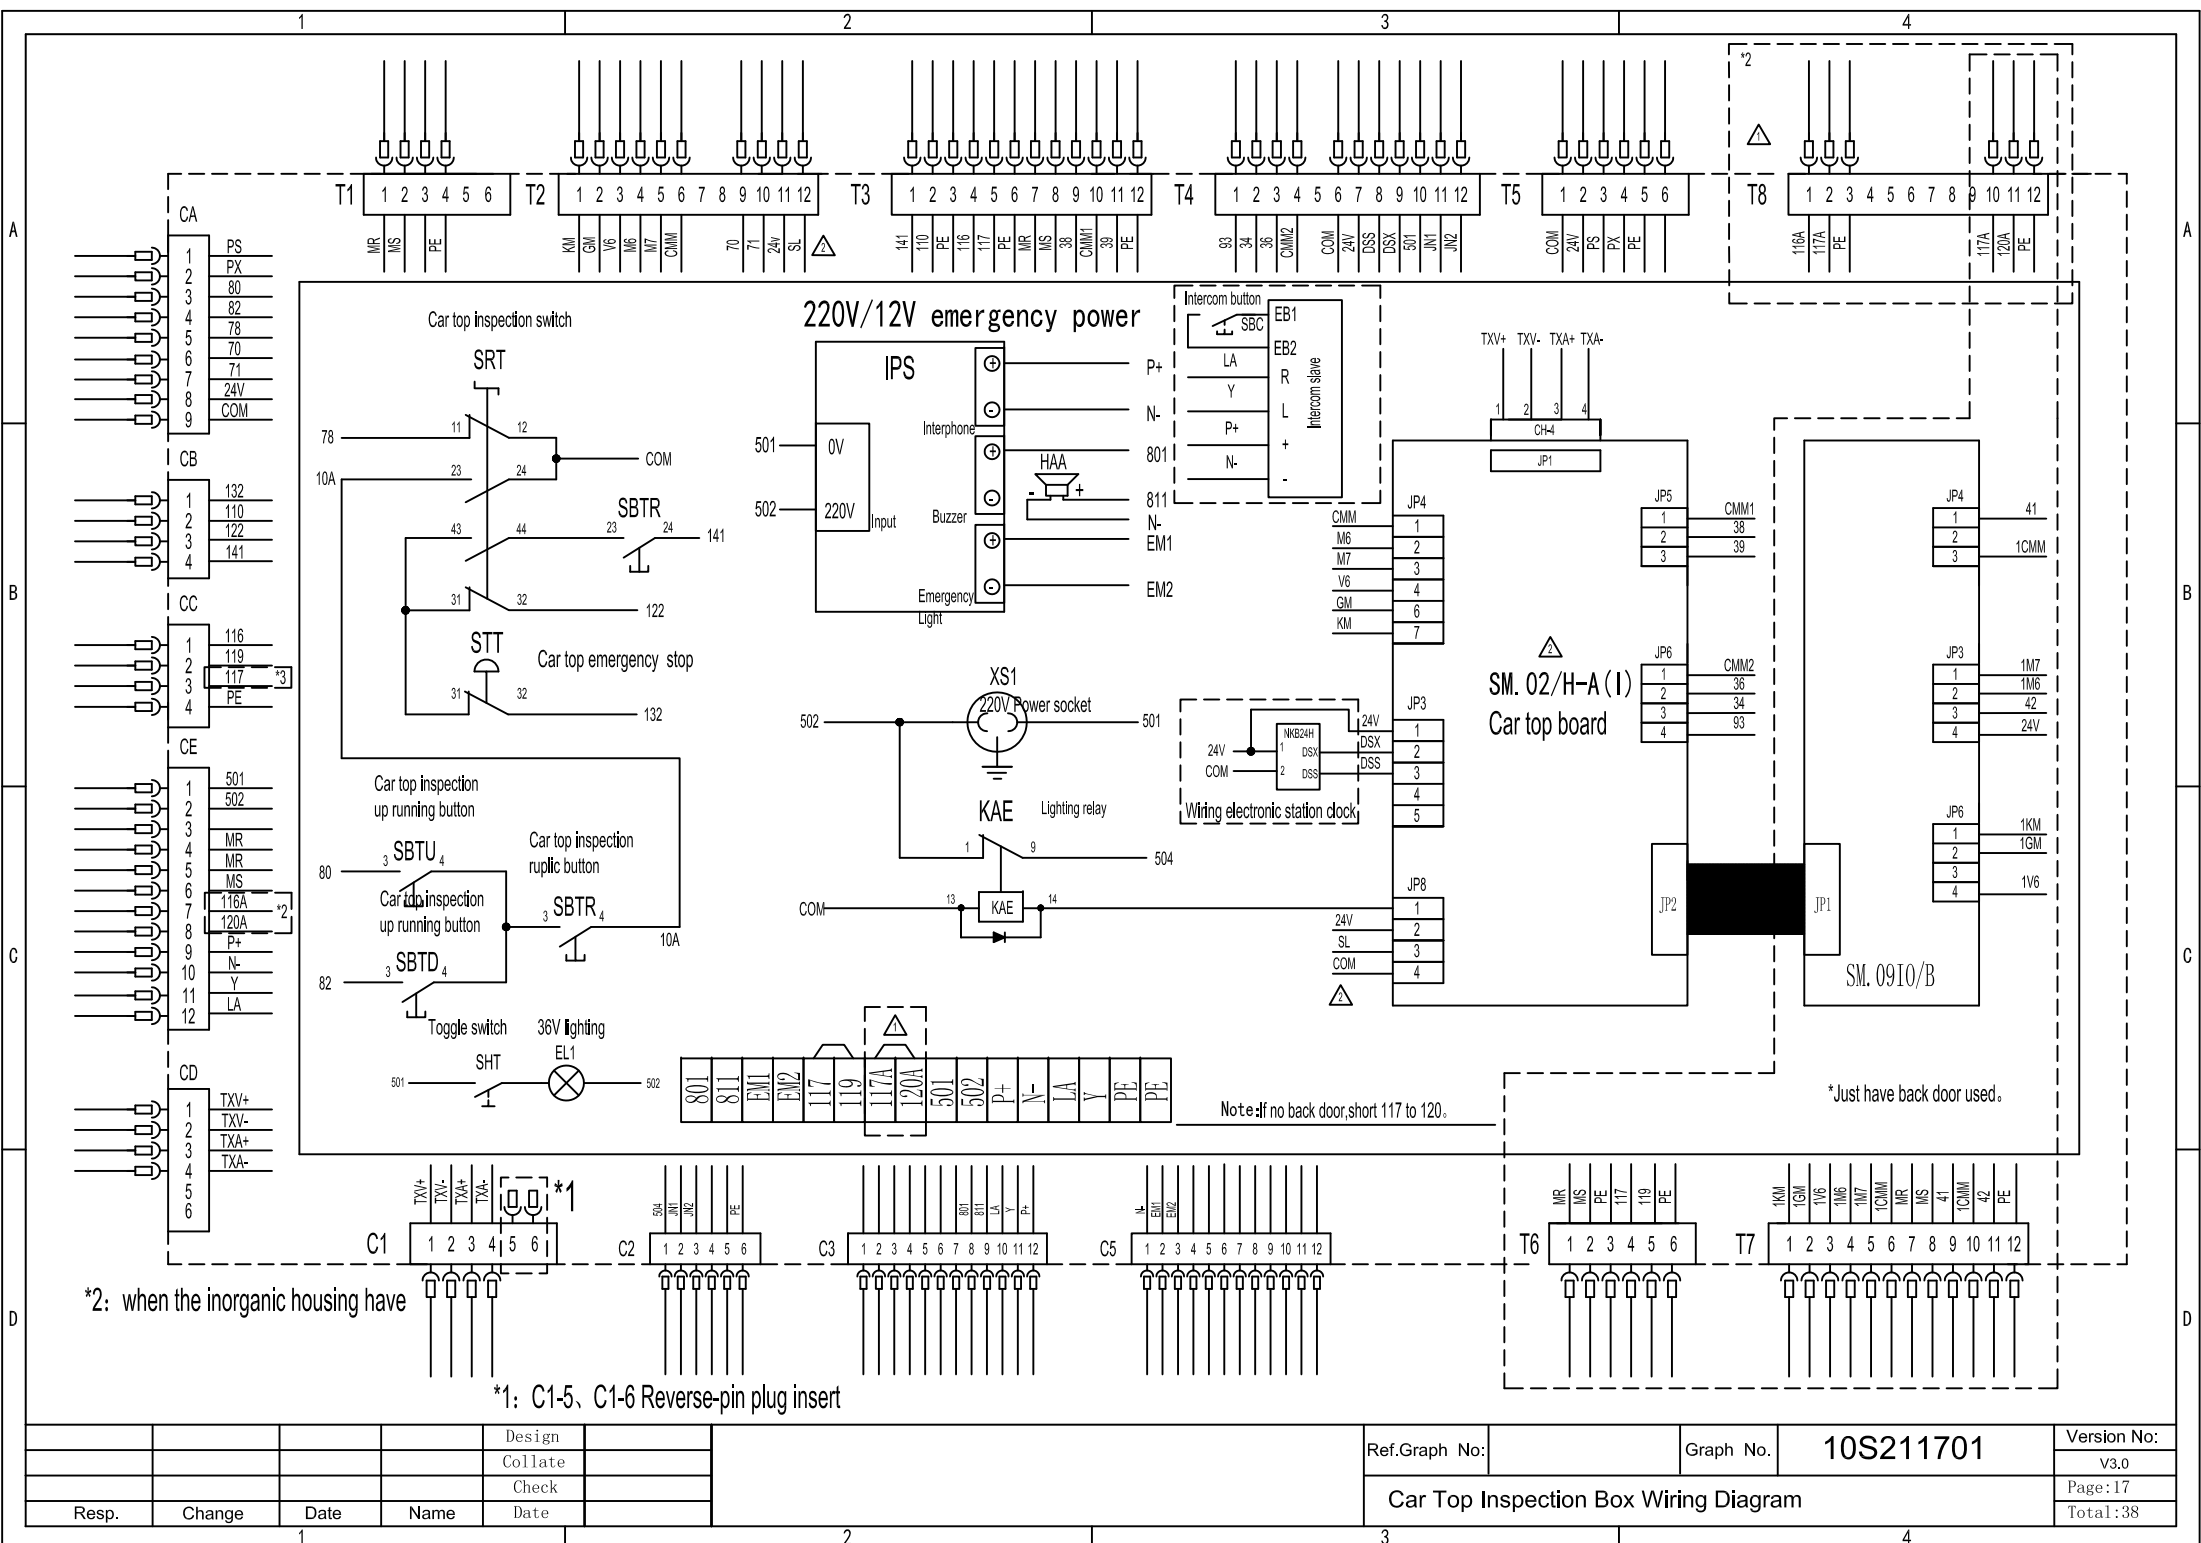 1 2 3 4
A B C D
A B C D
T1
1 2 3 4 5 6
MR MS PE
T2
1 2 3 4 5 6 7 8 9 10 11 12
KM GM V6 M6 M7 CMM 70 71 24v SL
2
T3
1 2 3 4 5 6 7 8 9 10 11 12
141 110 PE 116 117 PE MR MS 38 CMM1 39 PE
T4
1 2 3 4 6 7 8 9 10 11 12
93 34 36 CMM2 COM 24V DSS DSX 501 JN1 JN2
T5
1 2 3 4 5 6
COM 24V PS PX PE
*2
1
T8
1 2 3 4 5 6 7 8 9 10 11 12
116A 117A PE 117A 120A PE
CA
1 PS
2 PX
3 80
4 82
5 78
6 70
7 71
8 24V
9 COM
CB
1 132
2 110
3 122
4 141
CC
1 116
2 119
3 117 *3
4 PE
CE
1 501
2 502
3
4 MR
5 MR
6 MS
7 116A *2
8 120A
9 P+
10 N-
11 Y
12 LA
CD
1 TXV+
2 TXV-
3 TXA+
4 TXA-
5
6
Car top inspection switch
SRT
78 11 12
COM
10A 23 24
SBTR
43 44 23 24 141
31 32 122
STT
Car top emergency stop
31 32 132
Car top inspection
up running button
80 3 SBTU 4
Car top inspection
ruplic button
Car top inspection
up running button
3 SBTR 4
10A
82 3 SBTD 4
Toggle switch 36V lighting
SHT EL1
501 502
220V/12V emergency power
IPS
501 0V
502 220V
Input
+ P+
- N-
Interphone
+ 801
- 811
HAA
- +
Buzzer
N-
+ EM1
- EM2
Emergency
Light
Intercom button
SBC
EB1
EB2
LA R
Y L
P+ +
N- -
Intercom slave
XS1
220V Power socket
502 501
KAE Lighting relay
1 9 504
COM 13 KAE 14
24V 1 NKB24H DSX
COM 2 DSS
Wiring electronic station clock
TXV+ TXV- TXA+ TXA-
1 2 3 4
CH-4
JP1
JP4
CMM 1
M6 2
M7 3
V6 4
GM 6
KM 7
JP3
24V 1
DSX 2
DSS 3
4
5
JP8
1
24V 2
SL 3
COM 4
2
JP5
1 CMM1
2 38
3 39
2
SM.02/H-A(I)
Car top board
JP6
1 CMM2
2 36
3 34
4 93
JP2 JP1
JP4
1 41
2
3 1CMM
JP3
1 1M7
2 1M6
3 42
4 24V
JP6
1 1KM
2 1GM
3
4 1V6
SM.09IO/B
1
801 811 EM1 EM2 117 119 117A 120A 501 502 P+ N- LA Y PE PE
Note:If no back door,short 117 to 120。
*Just have back door used。
TXV+ TXV- TXA+ TXA- *1
C1
1 2 3 4 5 6
504 JN1 JN2 PE
C2
1 2 3 4 5 6
801 811 LA Y P+
C3
1 2 3 4 5 6 7 8 9 10 11 12
N- EM1 EM2
C5
1 2 3 4 5 6 7 8 9 10 11 12
MR MS PE 117 119 PE
T6
1 2 3 4 5 6
1KM 1GM 1V6 1M6 1M7 1CMM MR MS 41 1CMM 42 PE
T7
1 2 3 4 5 6 7 8 9 10 11 12
*2: when the inorganic housing have
*1: C1-5、C1-6 Reverse-pin plug insert
Design
Collate
Check
Resp. Change Date Name Date
Ref.Graph No: Graph No. 10S211701
Version No:
V3.0
Car Top Inspection Box Wiring Diagram
Page:17
Total:38
1 2 3 4